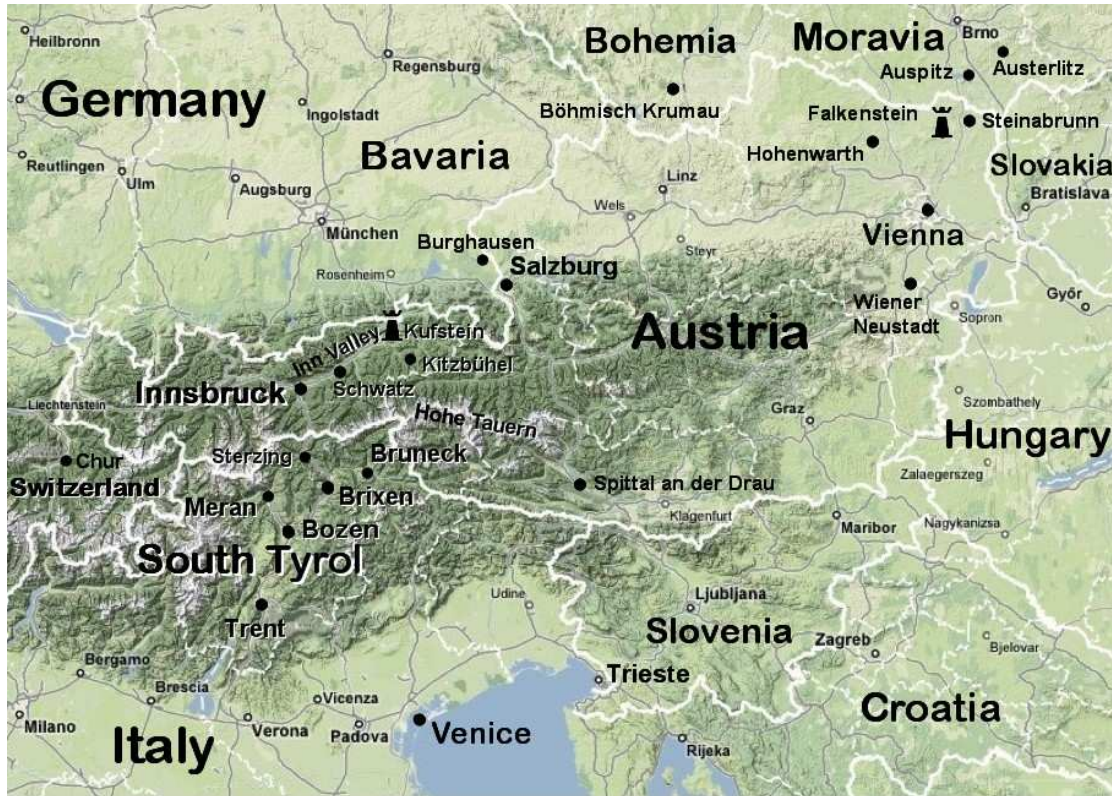 Heilbronn
Regensburg
Bohemia
Moravia
Brno
Austerlitz
Auspitz
Germany
Ingolstadt
Böhmisch Krumau
Falkenstein
Steinabrunn
Bavaria
Hohenwarth
Slovakia
Reutlingen
Ulm
Augsburg
Linz
Bratislava
München
Wels
Vienna
Burghausen
Steyr
Salzburg
Rosenheim
Wiener
Neustadt
Győr
Sopron
Austria
Inn Valley
Kufstein
Kitzbühel
Schwatz
Innsbruck
Liechtenstein
Hohe Tauern
Graz
Szombathely
Hungary
Chur
Switzerland
Sterzing
Bruneck
Zalaegerszeg
Meran
Brixen
Spittal an der Drau
Klagenfurt
Maribor
Nagykanizsa
Bozen
South Tyrol
Udine
Ljubljana
Trent
Slovenia
Zagreb
Bjelovar
Bergamo
Trieste
Brescia
Vicenza
Croatia
Milano
Italy
Verona
Padova
Venice
Rijeka